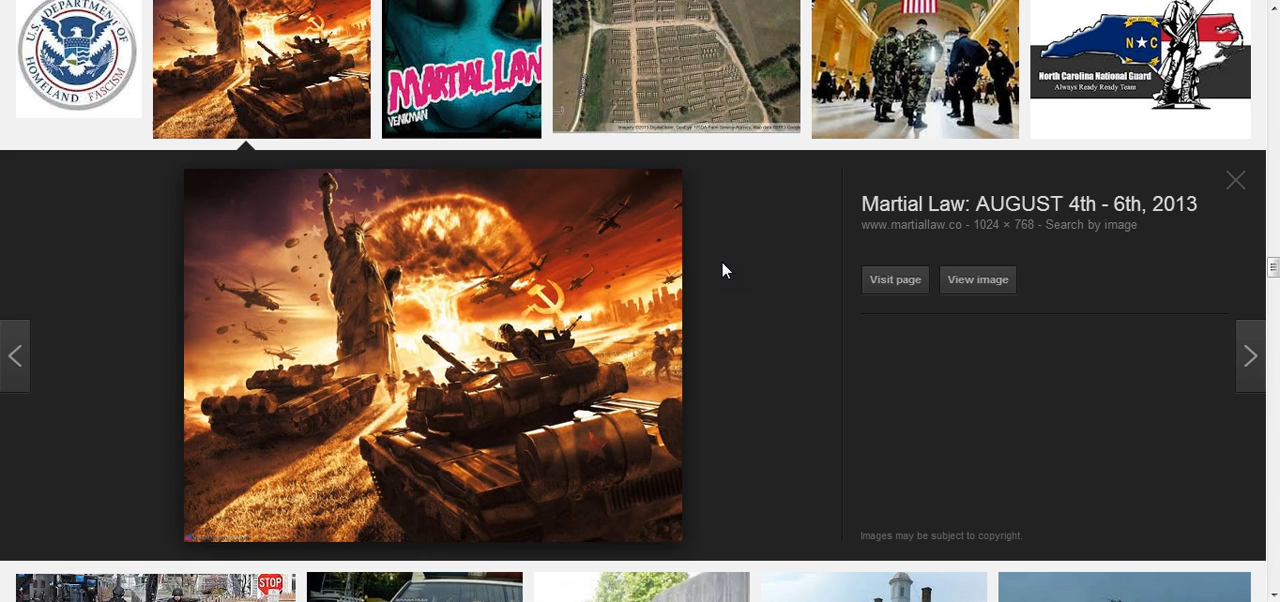 U.S. DEPARTMENT OF
HOMELAND FASCISM
MARTIAL LAW
VENKMAN
N C
North Carolina National Guard
Always Ready Ready Team
Martial Law: AUGUST 4th - 6th, 2013
www.martiallaw.co - 1024 × 768 - Search by image
Visit page
View image
Images may be subject to copyright.
STOP